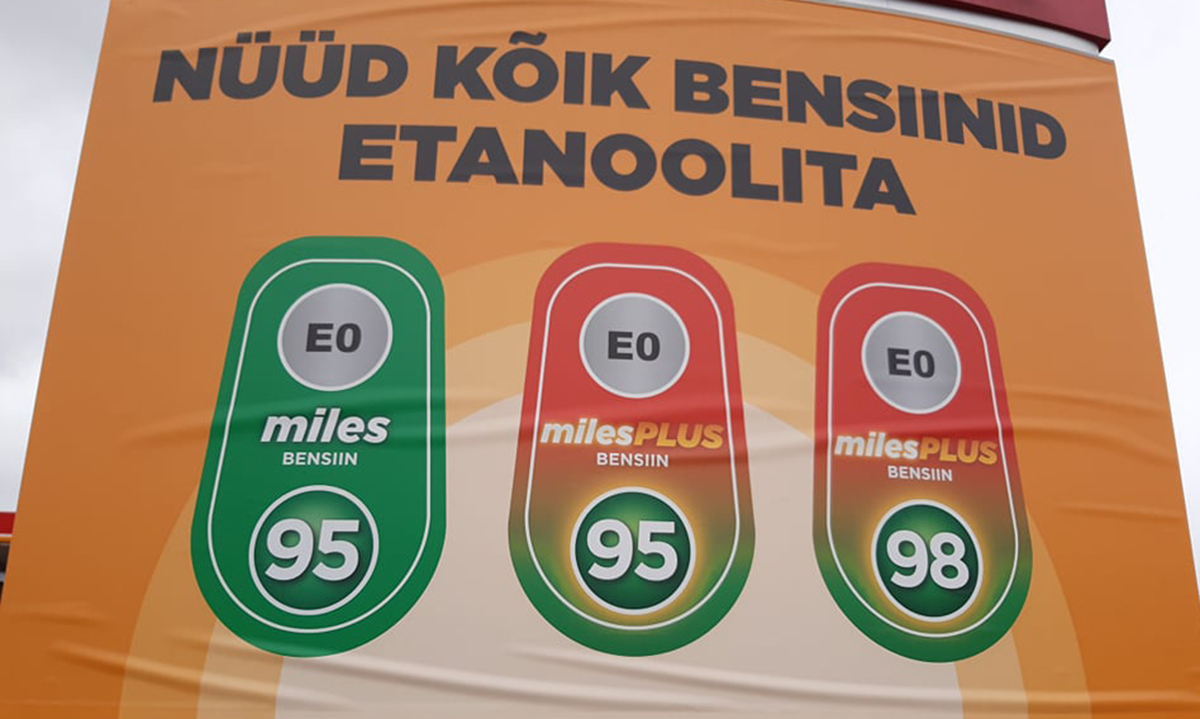 NÜÜD KÕIK BENSIINID
ETANOOLITA
E0
miles
BENSIIN
95
E0
milesPLUS
BENSIIN
95
E0
milesPLUS
BENSIIN
98